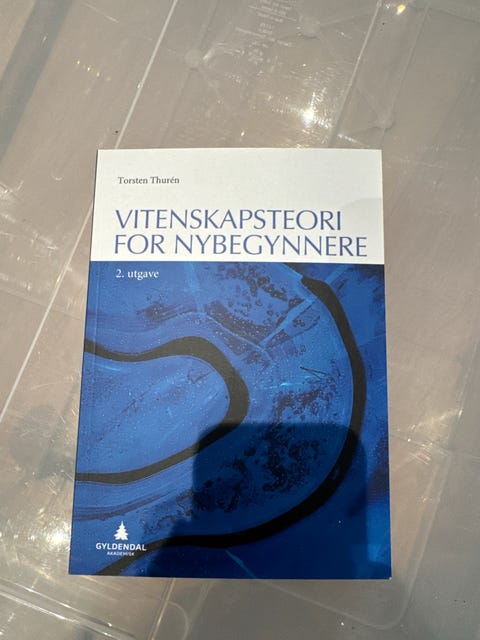 Torsten Thurén
VITENSKAPSTEORI
FOR NYBEGYNNERE
2. utgave
GYLDENDAL
AKADEMISK